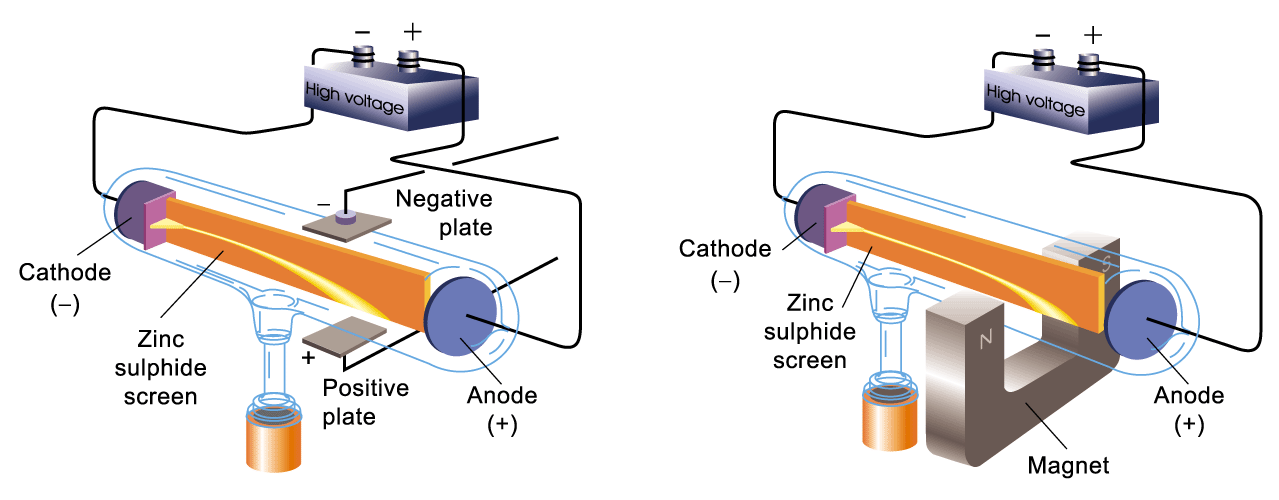 − +
High voltage
−
Negative
plate
Cathode
(−)
Zinc
sulphide
screen
+
Positive
plate
Anode
(+)
− +
High voltage
Cathode
(−)
Zinc
sulphide
screen
S
N
Anode
(+)
Magnet